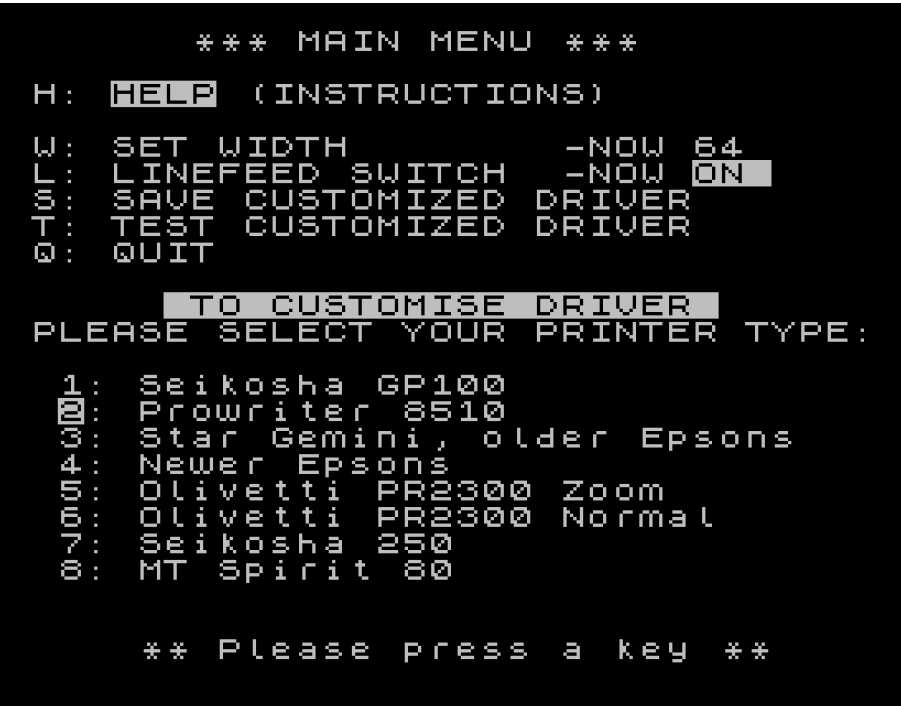 *** MAIN MENU ***
H: HELP (INSTRUCTIONS)
W: SET WIDTH -NOW 64
L: LINEFEED SWITCH -NOW ON
S: SAVE CUSTOMIZED DRIVER
T: TEST CUSTOMIZED DRIVER
Q: QUIT
TO CUSTOMISE DRIVER
PLEASE SELECT YOUR PRINTER TYPE:
1: Seikosha GP100
2: Prowriter 8510
3: Star Gemini, older Epsons
4: Newer Epsons
5: Olivetti PR2300 Zoom
6: Olivetti PR2300 Normal
7: Seikosha 250
8: MT Spirit 80
** Please press a key **